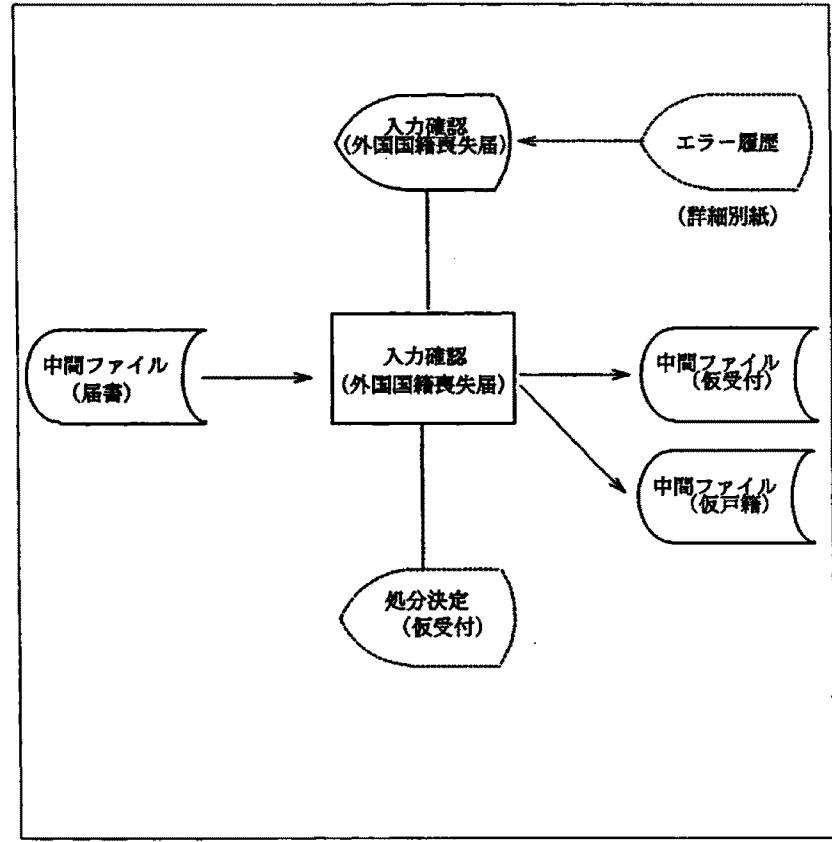 入力確認
(外国国籍喪失届)
エラー履歴
(詳細別紙)
中間ファイル
(届書)
入力確認
(外国国籍喪失届)
中間ファイル
(仮受付)
中間ファイル
(仮戸籍)
処分決定
(仮受付)